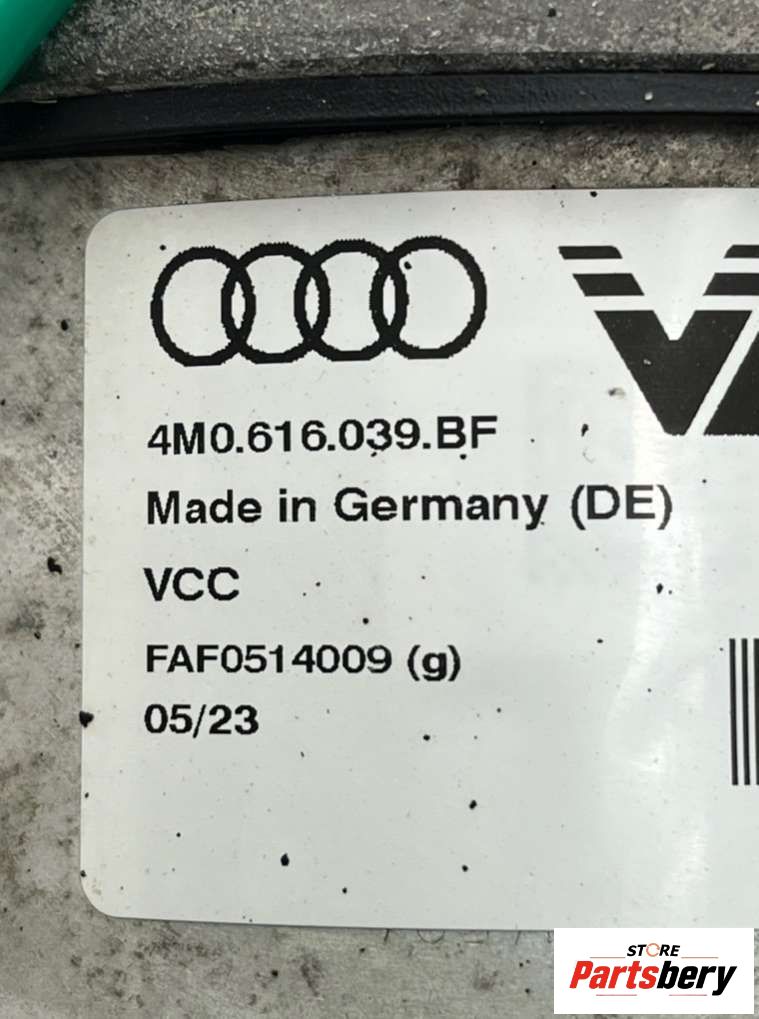 4M0.616.039.BF
Made in Germany (DE)
VCC
FAF0514009 (g)
05/23
STORE
Partsbery